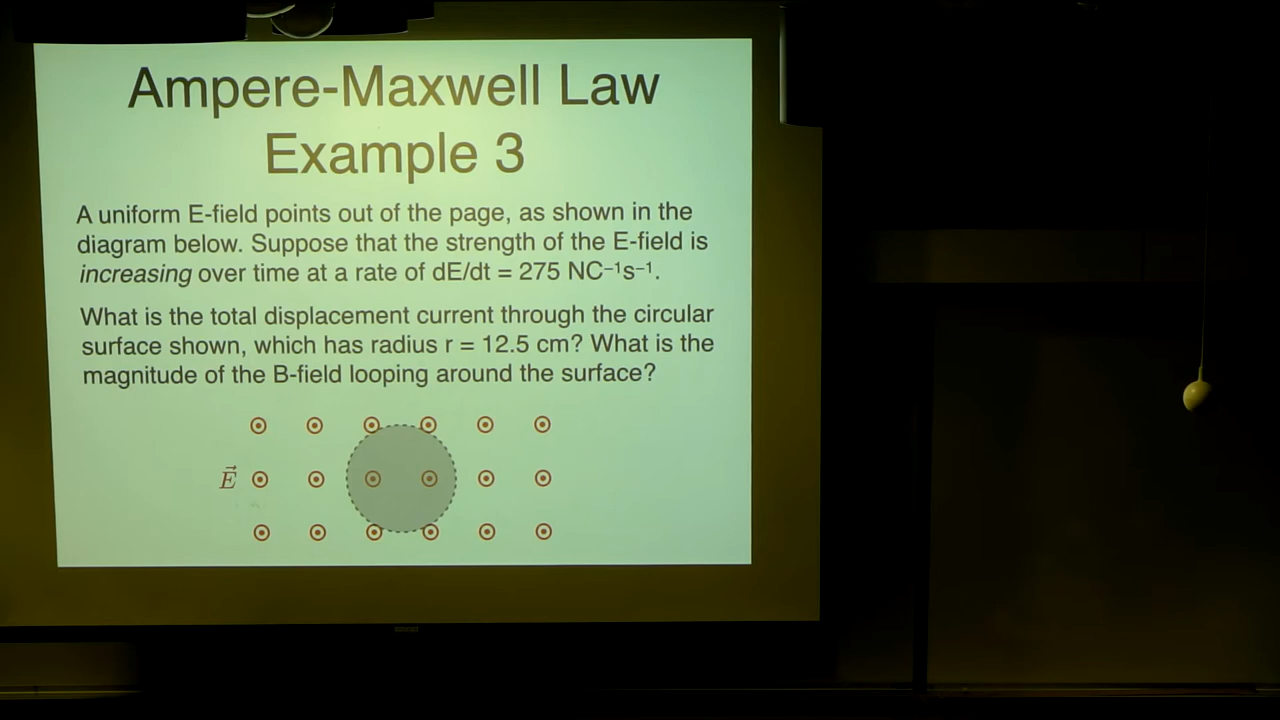 Ampere-Maxwell Law
Example 3
A uniform E-field points out of the page, as shown in the
diagram below. Suppose that the strength of the E-field is
increasing over time at a rate of dE/dt = 275 NC⁻¹s⁻¹.
What is the total displacement current through the circular
surface shown, which has radius r = 12.5 cm? What is the
magnitude of the B-field looping around the surface?
E⃗